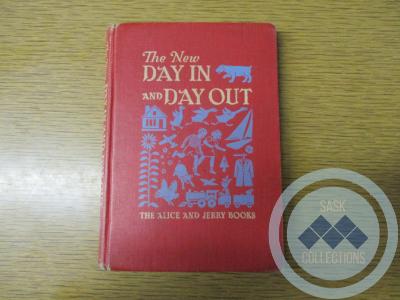 The New
DAY IN
AND DAY OUT
THE ALICE AND JERRY BOOKS
SASK
COLLECTIONS